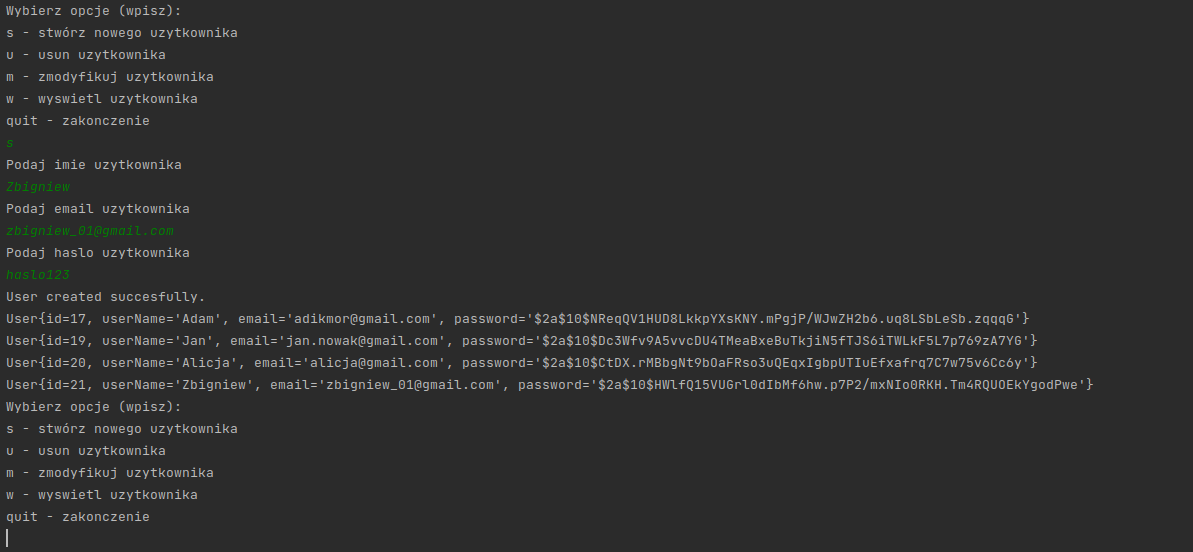 Wybierz opcje (wpisz):
s - stwórz nowego uzytkownika
u - usun uzytkownika
m - zmodyfikuj uzytkownika
w - wyswietl uzytkownika
quit - zakonczenie
s
Podaj imie uzytkownika
Zbigniew
Podaj email uzytkownika
zbigniew_01@gmail.com
Podaj haslo uzytkownika
haslo123
User created succesfully.
User{id=17, userName='Adam', email='adikmor@gmail.com', password='$2a$10$NReqQV1HUD8LkkpYXsKNY.mPgjP/WJwZH2b6.uq8LSbLeSb.zqqqG'}
User{id=19, userName='Jan', email='jan.nowak@gmail.com', password='$2a$10$Dc3Wfv9A5vvcDU4TMeaBxeBuTkjiN5fTJS6iTWLkF5L7p769zA7YG'}
User{id=20, userName='Alicja', email='alicja@gmail.com', password='$2a$10$CtDX.rMBbgNt9bOaFRso3uQEqxIgbpUTIuEfxafrq7C7w75v6Cc6y'}
User{id=21, userName='Zbigniew', email='zbigniew_01@gmail.com', password='$2a$10$HWlfQ15VUGrl0dIbMf6hw.p7P2/mxNIo0RKH.Tm4RQUOEkYgodPwe'}
Wybierz opcje (wpisz):
s - stwórz nowego uzytkownika
u - usun uzytkownika
m - zmodyfikuj uzytkownika
w - wyswietl uzytkownika
quit - zakonczenie